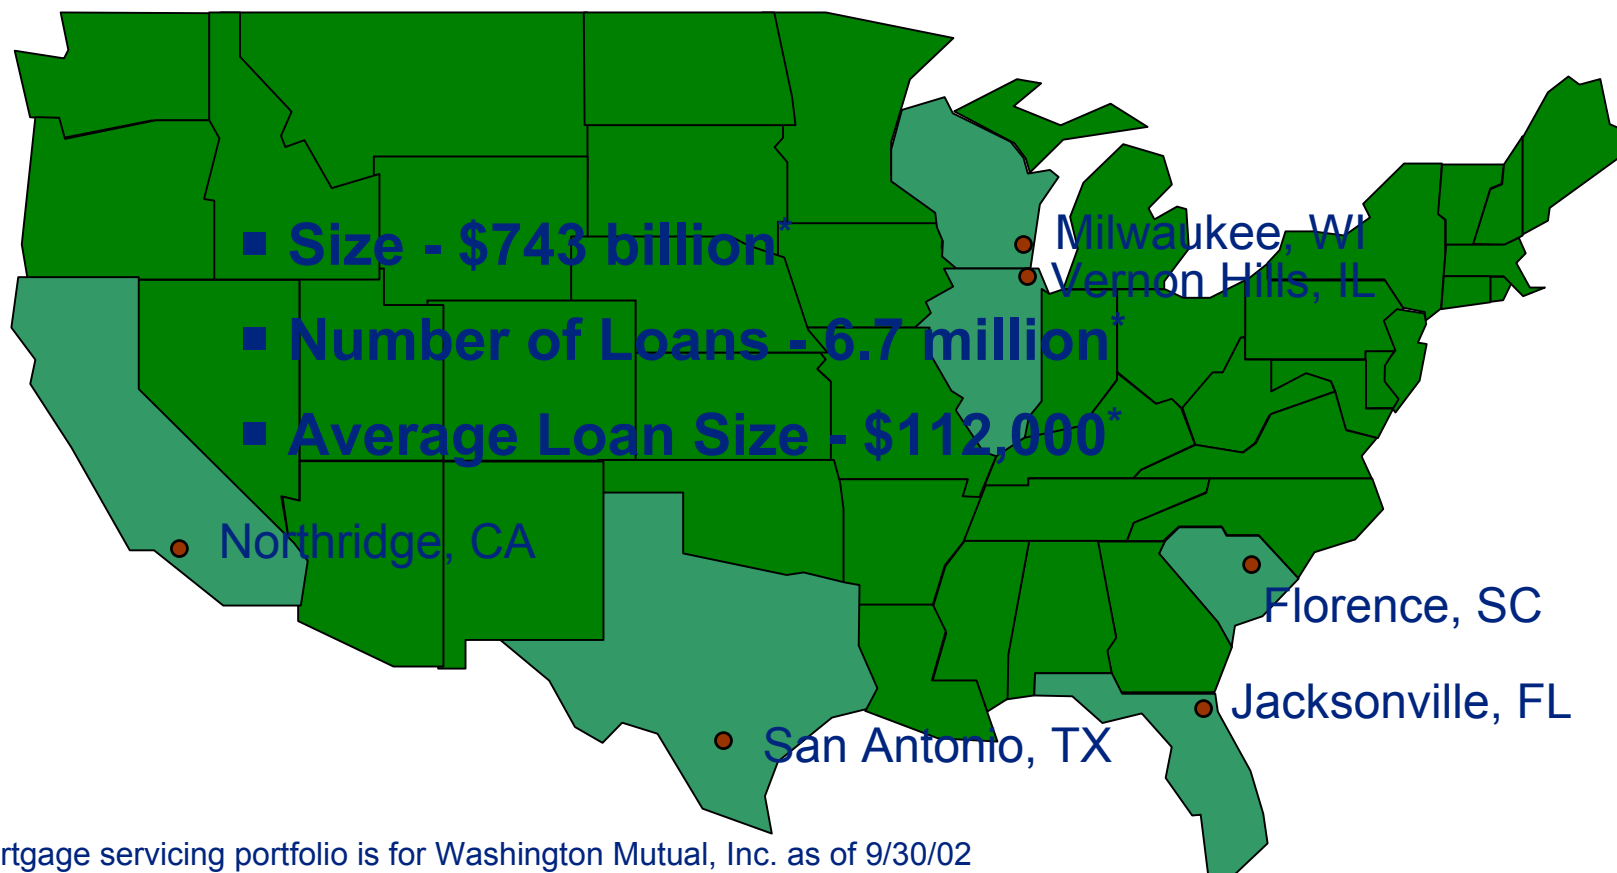 ■ Size - $743 billion*
Milwaukee, WI
Vernon Hills, IL
■ Number of Loans - 6.7 million*
■ Average Loan Size - $112,000*
Northridge, CA
Florence, SC
Jacksonville, FL
San Antonio, TX
rtgage servicing portfolio is for Washington Mutual, Inc. as of 9/30/02